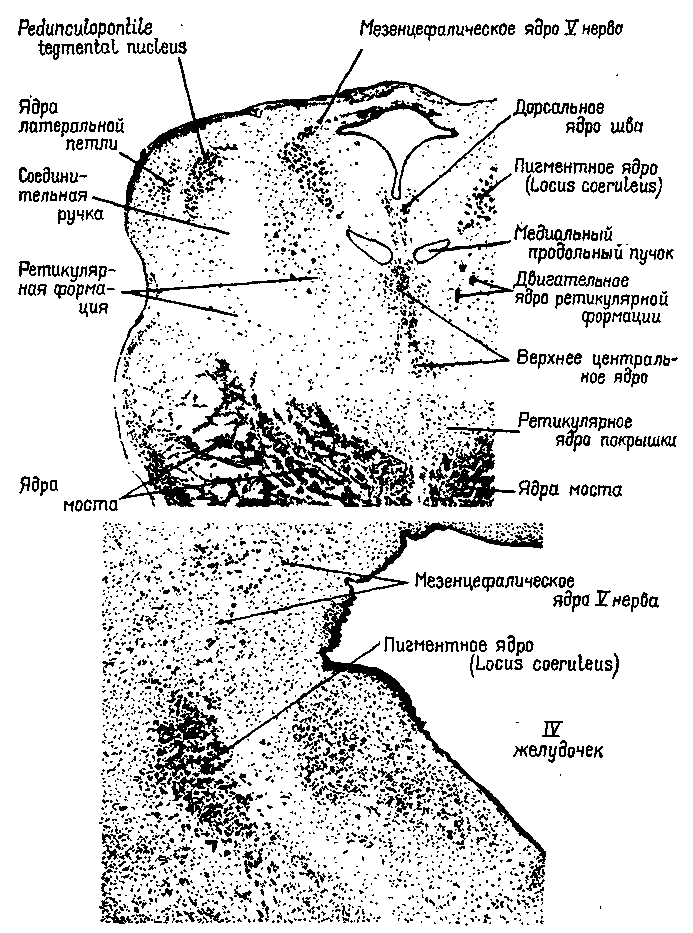 Pedunculopontile
tegmental nucleus
Мезенцефалическое ядро V нерва
Ядра
латеральной
петли
Дорсальное
ядро шва
Соедини-
тельная
ручка
Пигментное ядро
(Locus coeruleus)
Медиальный
продольный пучок
Ретикуляр-
ная форма-
ция
Двигательное
ядро ретикулярной
формации
Верхнее централь-
ное ядро
Ретикулярное
ядро покрышки
Ядра
моста
Ядра моста
Мезенцефалическое
ядро V нерва
Пигментное ядро
(Locus coeruleus)
IV
желудочек